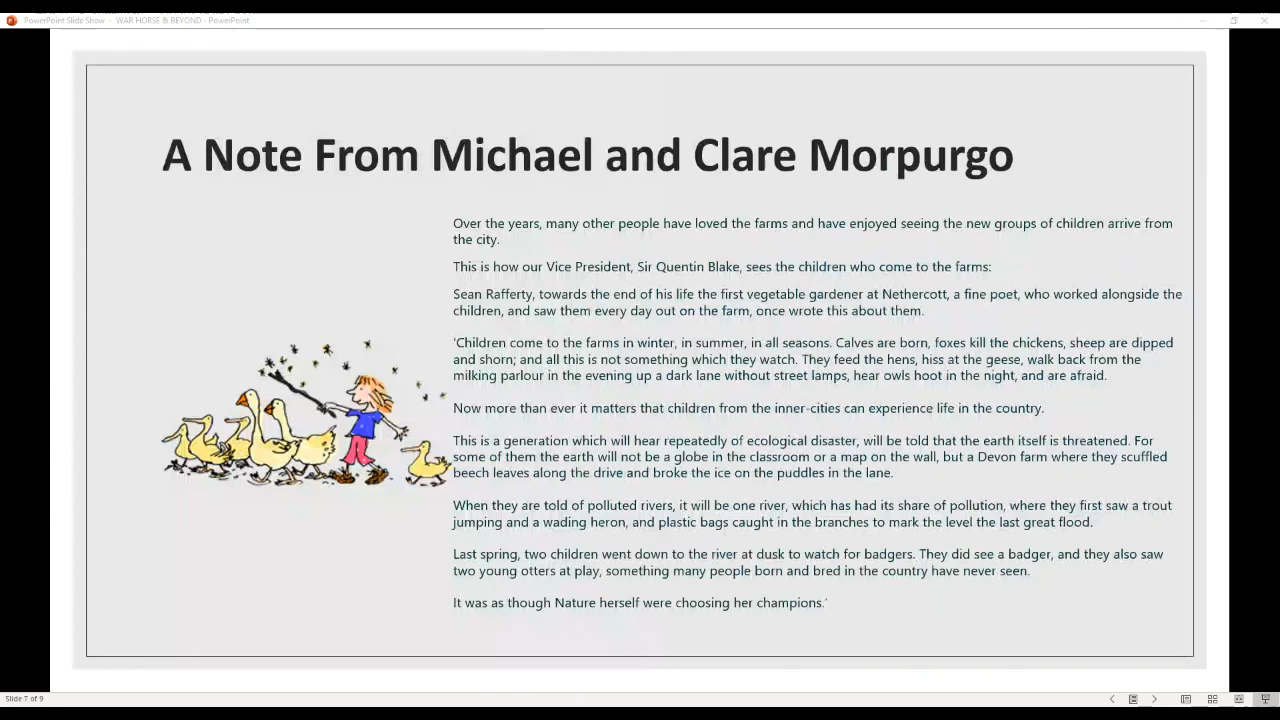 PowerPoint Slide Show - WAR HORSE & BEYOND - PowerPoint
A Note From Michael and Clare Morpurgo
Over the years, many other people have loved the farms and have enjoyed seeing the new groups of children arrive from
the city.
This is how our Vice President, Sir Quentin Blake, sees the children who come to the farms:
Sean Rafferty, towards the end of his life the first vegetable gardener at Nethercott, a fine poet, who worked alongside the
children, and saw them every day out on the farm, once wrote this about them.
'Children come to the farms in winter, in summer, in all seasons. Calves are born, foxes kill the chickens, sheep are dipped
and shorn; and all this is not something which they watch. They feed the hens, hiss at the geese, walk back from the
milking parlour in the evening up a dark lane without street lamps, hear owls hoot in the night, and are afraid.
Now more than ever it matters that children from the inner-cities can experience life in the country.
This is a generation which will hear repeatedly of ecological disaster, will be told that the earth itself is threatened. For
some of them the earth will not be a globe in the classroom or a map on the wall, but a Devon farm where they scuffled
beech leaves along the drive and broke the ice on the puddles in the lane.
When they are told of polluted rivers, it will be one river, which has had its share of pollution, where they first saw a trout
jumping and a wading heron, and plastic bags caught in the branches to mark the level the last great flood.
Last spring, two children went down to the river at dusk to watch for badgers. They did see a badger, and they also saw
two young otters at play, something many people born and bred in the country have never seen.
It was as though Nature herself were choosing her champions.'
Slide 7 of 9